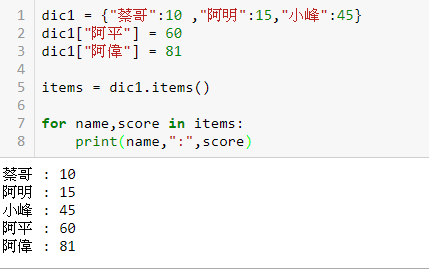 1 dic1 = {"蔡哥":10 ,"阿明":15,"小峰":45}
2 dic1["阿平"] = 60
3 dic1["阿偉"] = 81
4
5 items = dic1.items()
6
7 for name,score in items:
8     print(name,":",score)
蔡哥 : 10
阿明 : 15
小峰 : 45
阿平 : 60
阿偉 : 81